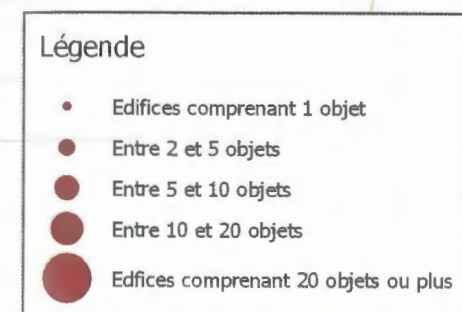 Légende
Edifices comprenant 1 objet
Entre 2 et 5 objets
Entre 5 et 10 objets
Entre 10 et 20 objets
Edfices comprenant 20 objets ou plus